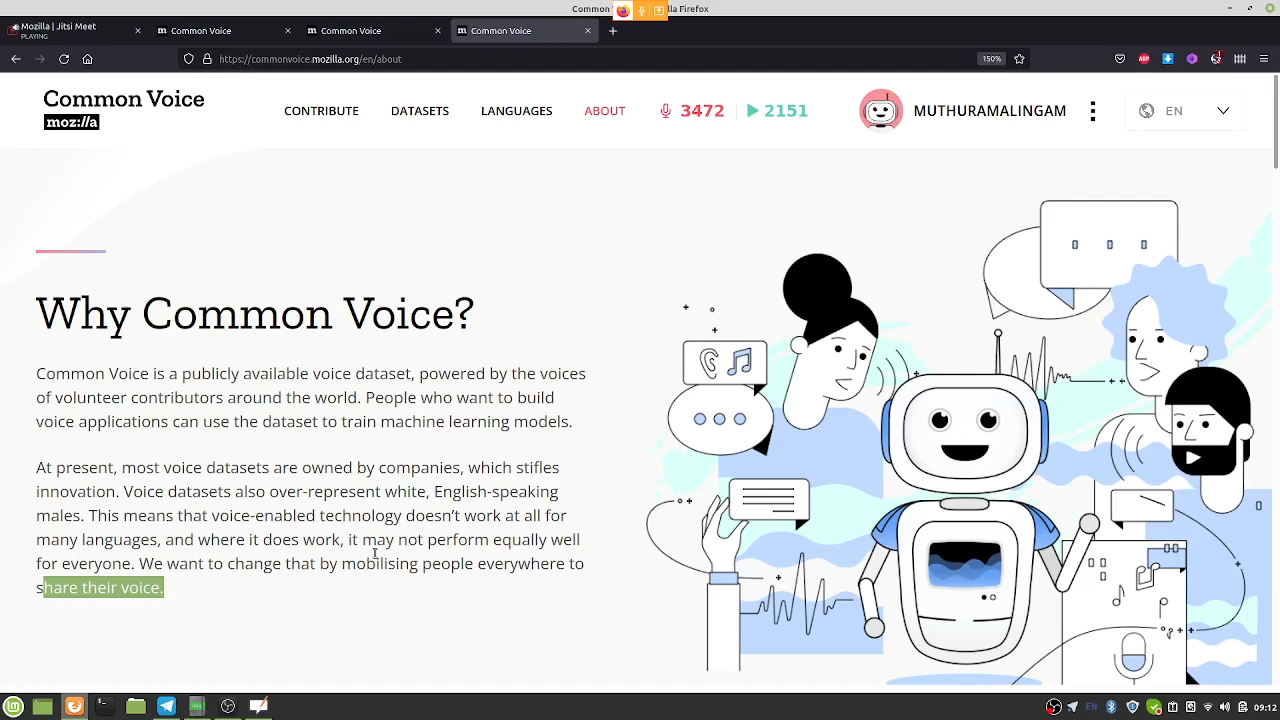 Common Voice — Mozilla Firefox
Mozilla | Jitsi Meet
PLAYING
Common Voice
Common Voice
Common Voice
https://commonvoice.mozilla.org/en/about
150%
Common Voice
moz://a
CONTRIBUTE
DATASETS
LANGUAGES
ABOUT
3472
2151
MUTHURAMALINGAM
EN
Why Common Voice?
Common Voice is a publicly available voice dataset, powered by the voices
of volunteer contributors around the world. People who want to build
voice applications can use the dataset to train machine learning models.
At present, most voice datasets are owned by companies, which stifles
innovation. Voice datasets also over-represent white, English-speaking
males. This means that voice-enabled technology doesn’t work at all for
many languages, and where it does work, it may not perform equally well
for everyone. We want to change that by mobilising people everywhere to
share their voice.
EN
09:12